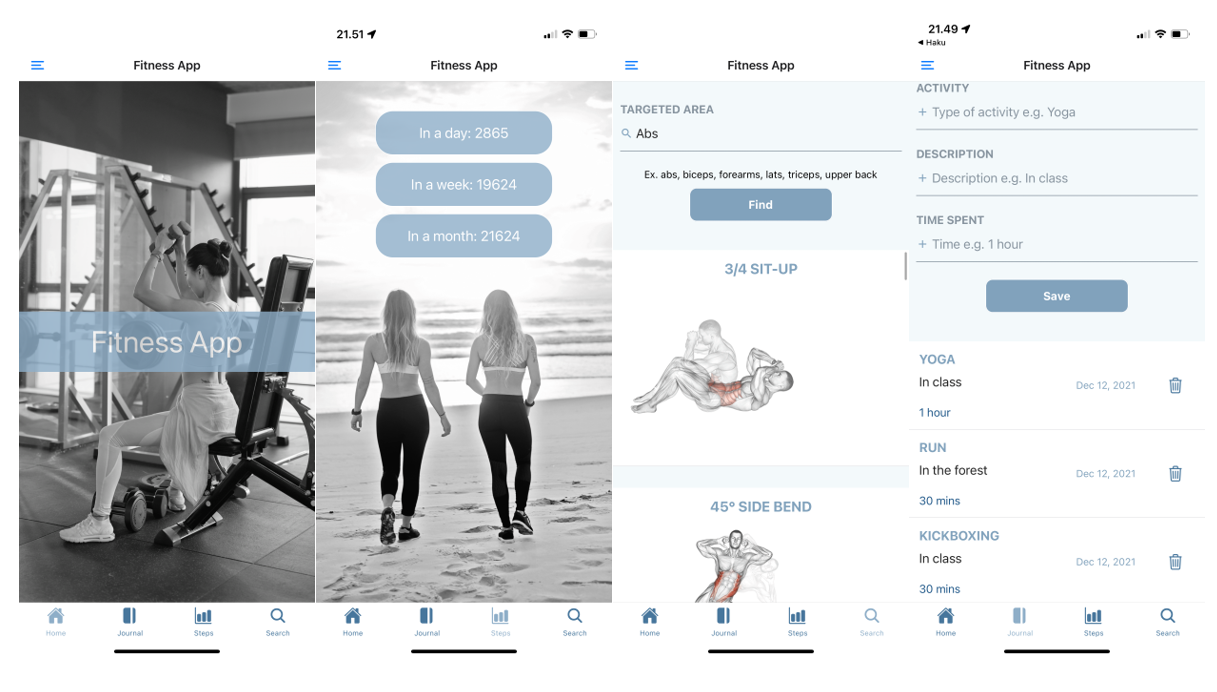 Fitness App
Fitness App
Home
Journal
Steps
Search
21.51
Fitness App
In a day: 2865
In a week: 19624
In a month: 21624
Home
Journal
Steps
Search
Fitness App
TARGETED AREA
Abs
Ex. abs, biceps, forearms, lats, triceps, upper back
Find
3/4 SIT-UP
45° SIDE BEND
Home
Journal
Steps
Search
21.49
◀ Haku
Fitness App
ACTIVITY
+ Type of activity e.g. Yoga
DESCRIPTION
+ Description e.g. In class
TIME SPENT
+ Time e.g. 1 hour
Save
YOGA
In class
Dec 12, 2021
1 hour
RUN
In the forest
Dec 12, 2021
30 mins
KICKBOXING
In class
Dec 12, 2021
30 mins
Home
Journal
Steps
Search